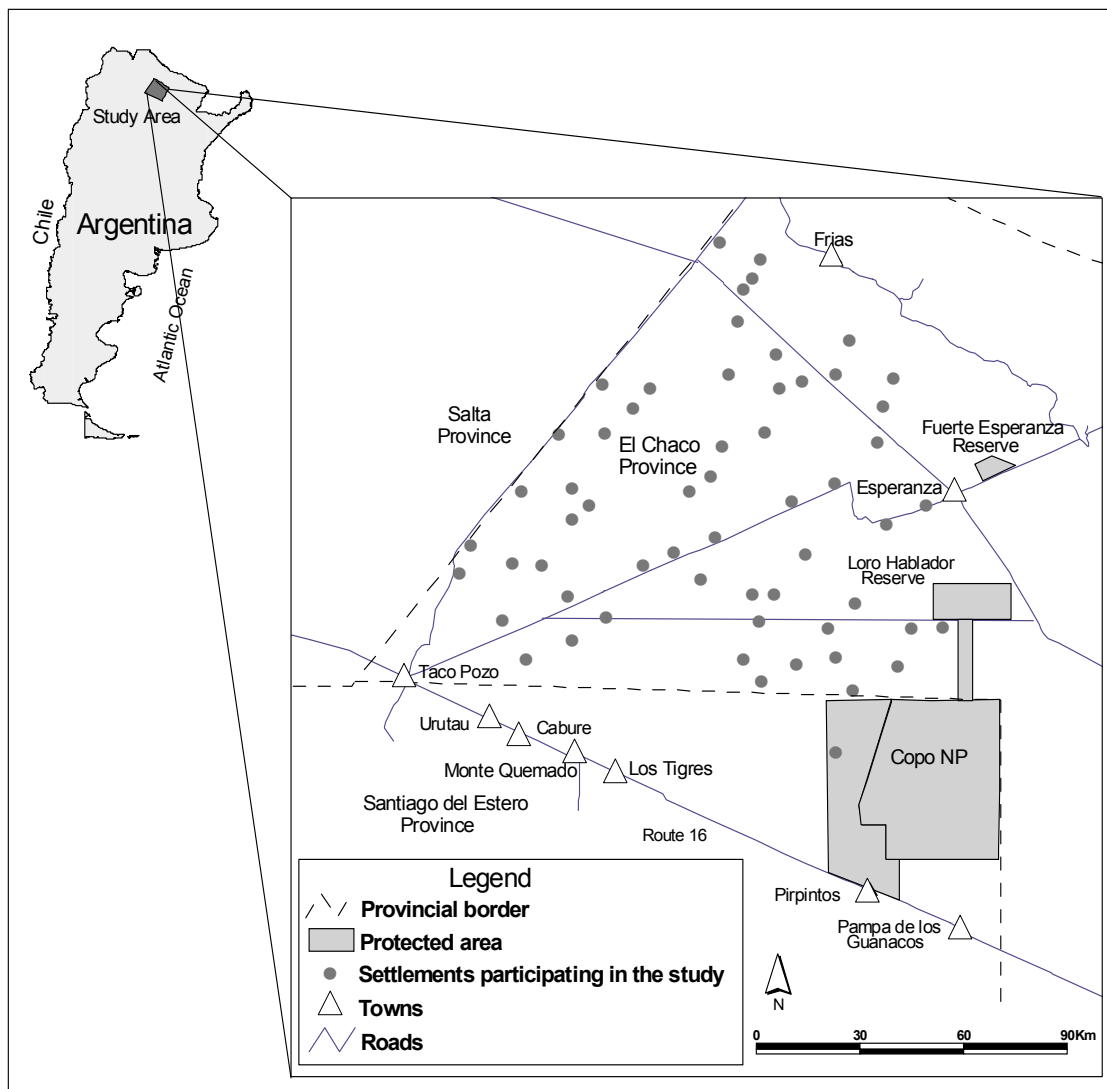 Study Area
Chile
Argentina
Atlantic Ocean
Frias
Salta
Province
El Chaco
Province
Fuerte Esperanza
Reserve
Esperanza
Loro Hablador
Reserve
Taco Pozo
Urutau
Cabure
Monte Quemado
Los Tigres
Copo NP
Santiago del Estero
Province
Route 16
Pirpintos
Pampa de los
Guanacos
Legend
Provincial border
Protected area
Settlements participating in the study
Towns
Roads
N
0 30 60 90Km